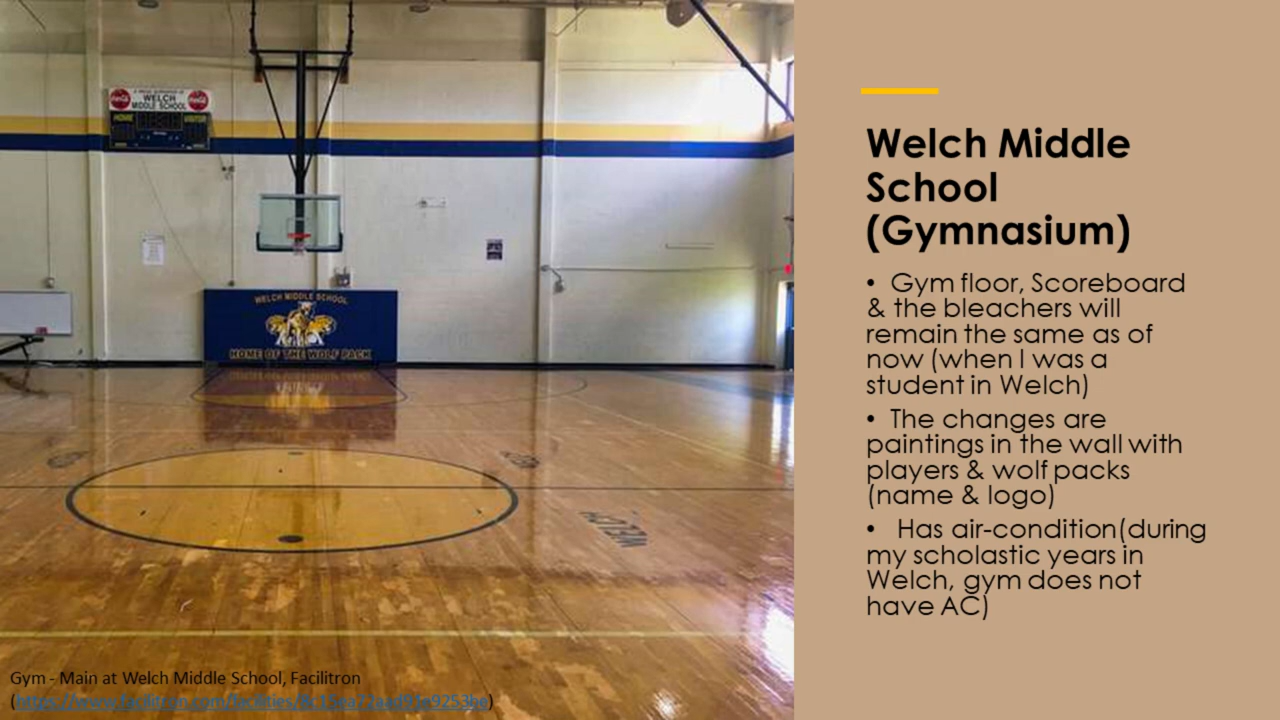 WELCH
MIDDLE SCHOOL
HOME
VISITOR
WELCH MIDDLE SCHOOL
HOME OF THE WOLF PACK
WELCH
Gym - Main at Welch Middle School, Facilitron
Welch Middle
School
(Gymnasium)
• Gym floor, Scoreboard
& the bleachers will
remain the same as of
now (when I was a
student in Welch)
• The changes are
paintings in the wall with
players & wolf packs
(name & logo)
• Has air-condition(during
my scholastic years in
Welch, gym does not
have AC)